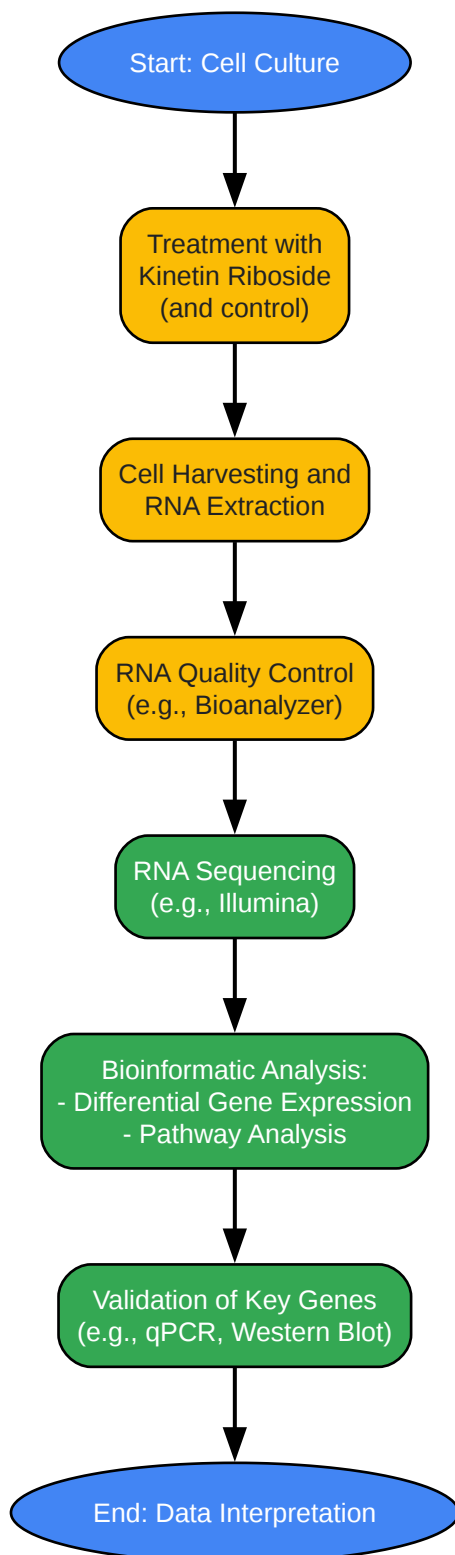 Start: Cell Culture
Treatment with
Kinetin Riboside
(and control)
Cell Harvesting and
RNA Extraction
RNA Quality Control
(e.g., Bioanalyzer)
RNA Sequencing
(e.g., Illumina)
Bioinformatic Analysis:
- Differential Gene Expression
- Pathway Analysis
Validation of Key Genes
(e.g., qPCR, Western Blot)
End: Data Interpretation